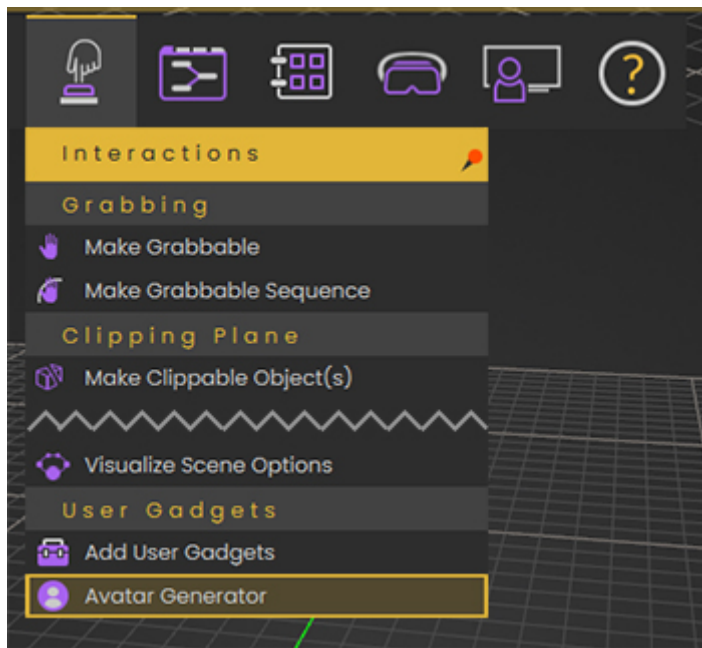 ?
Interactions
Grabbing
Make Grabbable
Make Grabbable Sequence
Clipping Plane
Make Clippable Object(s)
Visualize Scene Options
User Gadgets
Add User Gadgets
Avatar Generator